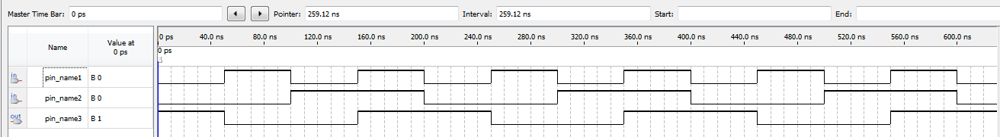 Master Time Bar: 0 ps Pointer: 259.12 ns Interval: 259.12 ns Start: End:
Name Value at 0 ps
0 ps 40.0 ns 80.0 ns 120.0 ns 160.0 ns 200.0 ns 240.0 ns 280.0 ns 320.0 ns 360.0 ns 400.0 ns 440.0 ns 480.0 ns 520.0 ns 560.0 ns 600.0 ns
0 ps
in pin_name1 B 0
in pin_name2 B 0
out pin_name3 B 1